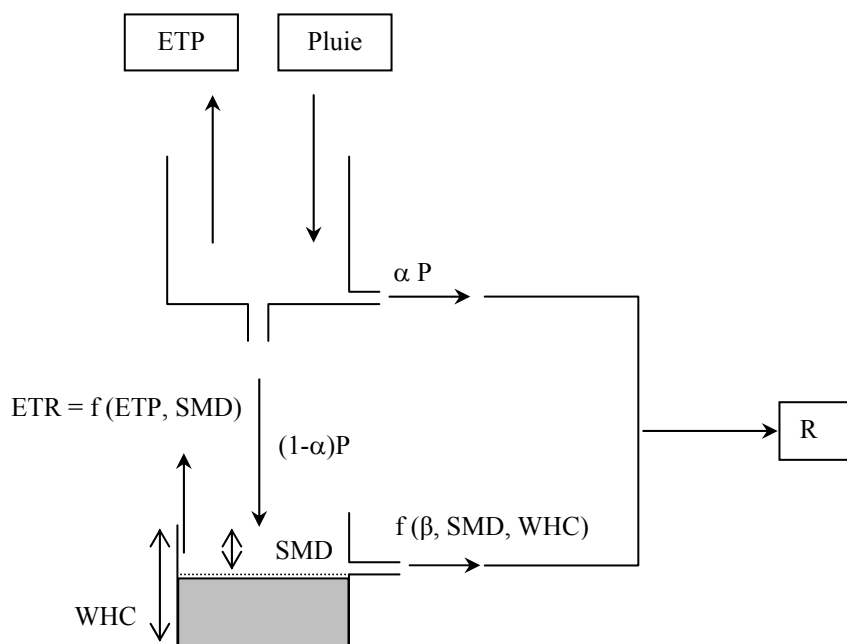 ETP
Pluie
α P
ETR = f (ETP, SMD)
(1-α)P
R
f (β, SMD, WHC)
SMD
WHC